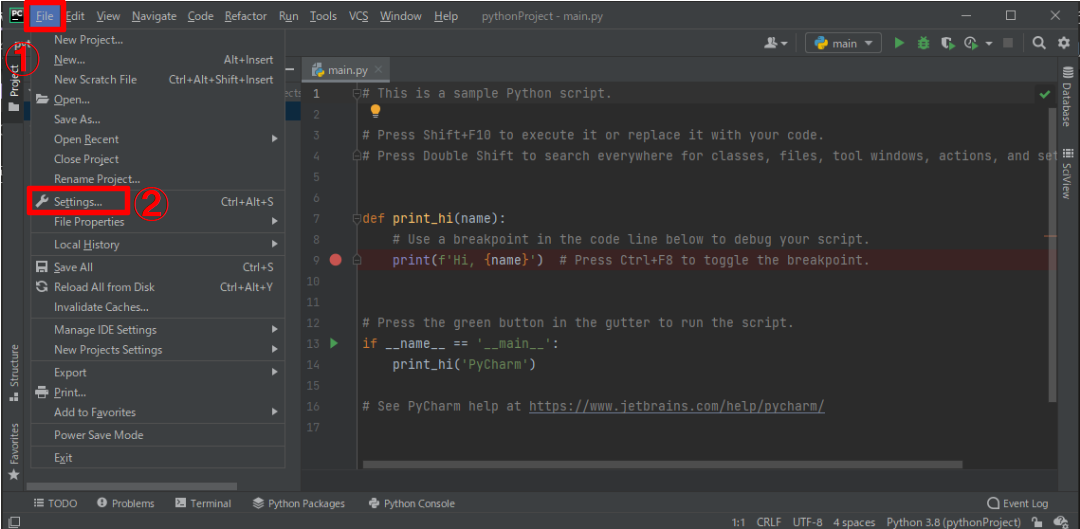 PC File Edit View Navigate Code Refactor Run Tools VCS Window Help pythonProject - main.py
①
main
New Project...
New... Alt+Insert
New Scratch File Ctrl+Alt+Shift+Insert
Open...
Save As...
Open Recent
Close Project
Rename Project...
Settings... Ctrl+Alt+S
②
File Properties
Local History
Save All Ctrl+S
Reload All from Disk Ctrl+Alt+Y
Invalidate Caches...
Manage IDE Settings
New Projects Settings
Export
Print...
Add to Favorites
Power Save Mode
Exit
Project
Structure
Favorites
main.py
1 # This is a sample Python script.
2
3 # Press Shift+F10 to execute it or replace it with your code.
4 # Press Double Shift to search everywhere for classes, files, tool windows, actions, and set
5
6
7 def print_hi(name):
8 # Use a breakpoint in the code line below to debug your script.
9 print(f'Hi, {name}') # Press Ctrl+F8 to toggle the breakpoint.
10
11
12 # Press the green button in the gutter to run the script.
13 if __name__ == '__main__':
14 print_hi('PyCharm')
15
16 # See PyCharm help at https://www.jetbrains.com/help/pycharm/
17
Database
SciView
TODO Problems Terminal Python Packages Python Console Event Log
1:1 CRLF UTF-8 4 spaces Python 3.8 (pythonProject)